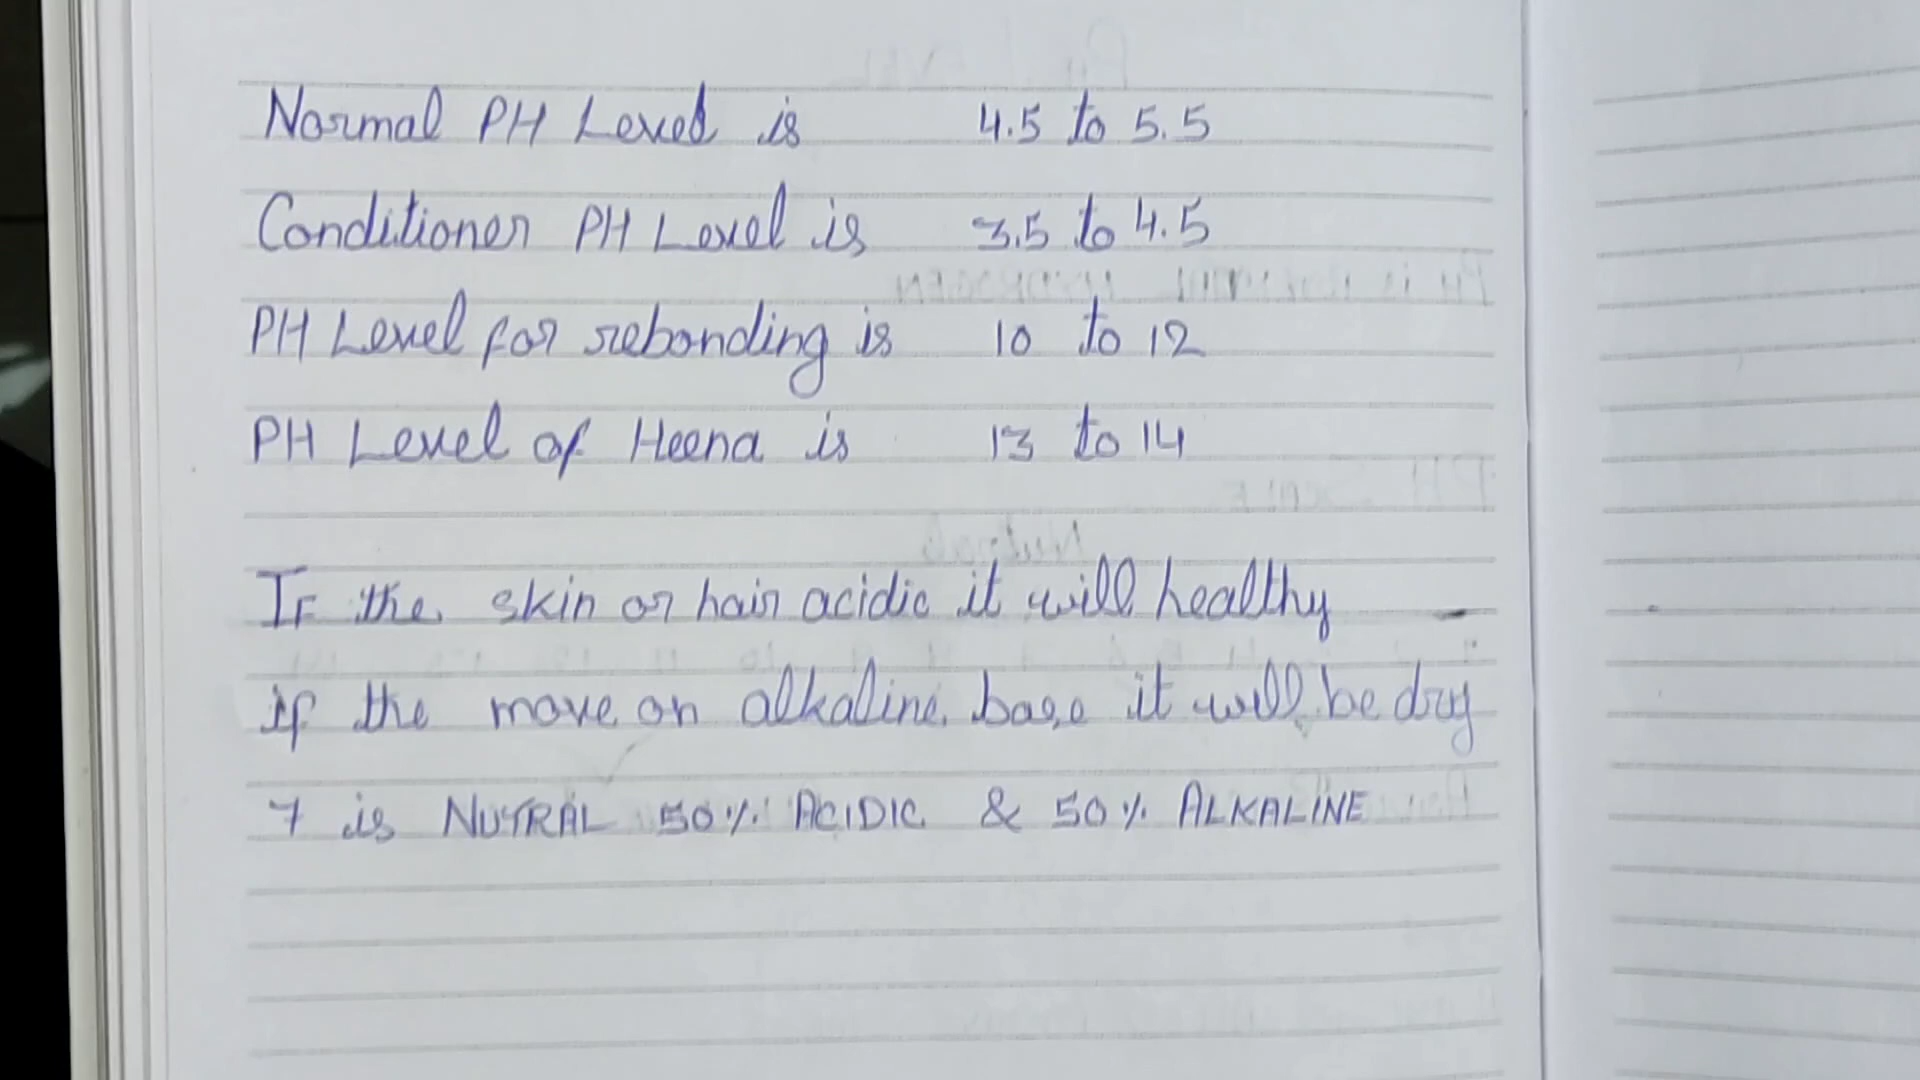 Normal PH Level is 4.5 to 5.5
Conditioner PH Level is 3.5 to 4.5
PH Level for rebonding is 10 to 12
PH Level of Heena is 13 to 14
IF the skin or hair acidic it will healthy
if the move on alkaline base it will be dry
7 is NUTRAL 50% ACIDIC & 50% ALKALINE